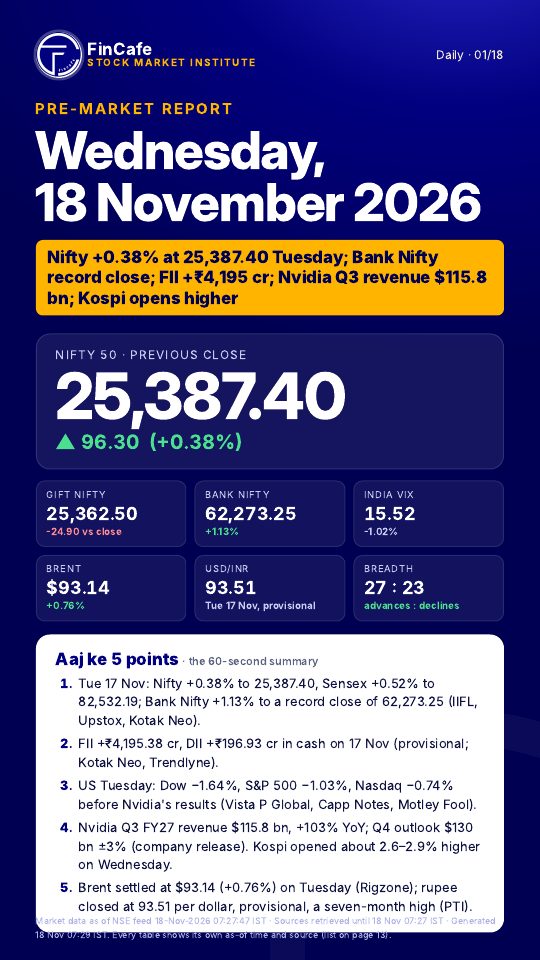 FinCafe
STOCK MARKET INSTITUTE
Daily · 01/18
PRE-MARKET REPORT
Wednesday,
18 November 2026
Nifty +0.38% at 25,387.40 Tuesday; Bank Nifty
record close; FII +₹4,195 cr; Nvidia Q3 revenue $115.8
bn; Kospi opens higher
NIFTY 50 · PREVIOUS CLOSE
25,387.40
▲ 96.30 (+0.38%)
GIFT NIFTY
25,362.50
-24.90 vs close
BANK NIFTY
62,273.25
+1.13%
INDIA VIX
15.52
-1.02%
BRENT
$93.14
+0.76%
USD/INR
93.51
Tue 17 Nov, provisional
BREADTH
27 : 23
advances : declines
Aaj ke 5 points · the 60-second summary
1. Tue 17 Nov: Nifty +0.38% to 25,387.40, Sensex +0.52% to
82,532.19; Bank Nifty +1.13% to a record close of 62,273.25 (IIFL,
Upstox, Kotak Neo).
2. FII +₹4,195.38 cr, DII +₹196.93 cr in cash on 17 Nov (provisional;
Kotak Neo, Trendlyne).
3. US Tuesday: Dow −1.64%, S&P 500 −1.03%, Nasdaq −0.74%
before Nvidia's results (Vista P Global, Capp Notes, Motley Fool).
4. Nvidia Q3 FY27 revenue $115.8 bn, +103% YoY; Q4 outlook $130
bn ±3% (company release). Kospi opened about 2.6–2.9% higher
on Wednesday.
5. Brent settled at $93.14 (+0.76%) on Tuesday (Rigzone); rupee
closed at 93.51 per dollar, provisional, a seven-month high (PTI).
Market data as of NSE feed 18-Nov-2026 07:27:47 IST · Sources retrieved until 18 Nov 07:27 IST · Generated
18 Nov 07:29 IST. Every table shows its own as-of time and source (list on page 13).